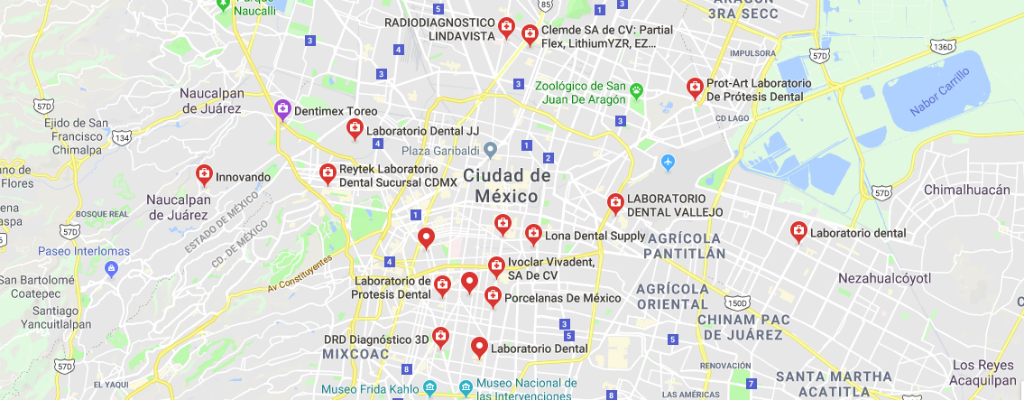 Parque
Naucalli
RADIODIAGNOSTICO
LINDAVISTA
Clemde SA de CV: Partial
Flex, LithiumYZR, EZ...
85
ARAGÓN
3RA SECC
IMPULSORA
57D
136D
Nabor Carrillo
Zoológico de San
Juan De Aragón
Prot-Art Laboratorio
De Prótesis Dental
CD LAGO
57D
Naucalpan
de Juárez
Dentimex Toreo
Laboratorio Dental JJ
Ejido de San
Francisco
Chimalpa
134
Plaza Garibaldi
Ciudad de
México
Reytek Laboratorio
Dental Sucursal CDMX
Innovando
Naucalpan
de Juárez
BOSQUE REAL
ESTADO DE MÉXICO
CD. DE MÉXICO
LABORATORIO
DENTAL VALLEJO
57D
Chimalhuacán
Lona Dental Supply
AGRÍCOLA
PANTITLÁN
Laboratorio dental
Nezahualcóyotl
Paseo Interlomas
San Bartolomé
Coatepec
Av Constituyentes
Ivoclar Vivadent,
SA De CV
Laboratorio de
Protesis Dental
Porcelanas De México
AGRÍCOLA
ORIENTAL
150D
CHINAM PAC
DE JUÁREZ
Santiago
Yancuitlalpan
DRD Diagnóstico 3D
MIXCOAC
Laboratorio Dental
57D
EL YAQUI
Museo Frida Kahlo
Museo Nacional de
las Intervenciones
RENOVACIÓN
LAS AMÉRICAS
SANTA MARTHA
ACATITLA
Los Reyes
Acaquilpan